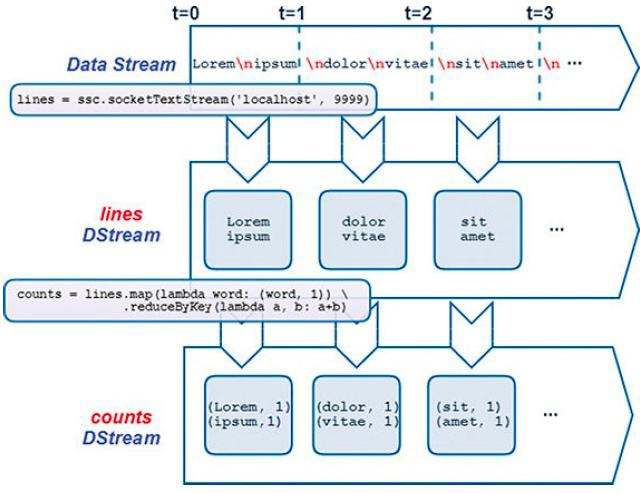 t=0 t=1 t=2 t=3
Data Stream
Lorem\nipsum \ndolor\nvitae \nsit\namet \n ...
lines = ssc.socketTextStream('localhost', 9999)
lines
DStream
Lorem
ipsum
dolor
vitae
sit
amet
...
counts = lines.map(lambda word: (word, 1)) \
.reduceByKey(lambda a, b: a+b)
counts
DStream
(Lorem, 1)
(ipsum,1)
(dolor, 1)
(vitae, 1)
(sit, 1)
(amet, 1)
...